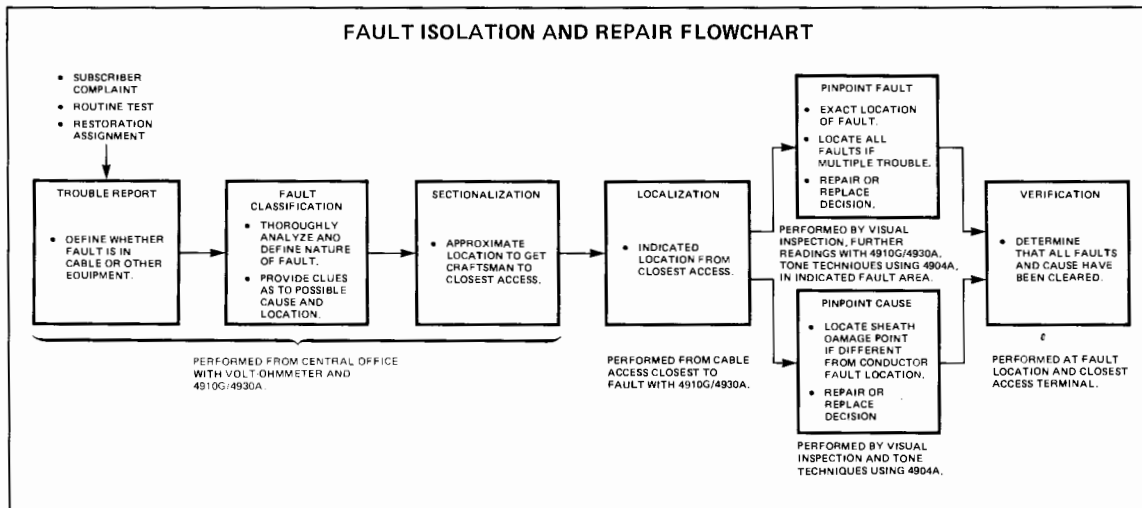 FAULT ISOLATION AND REPAIR FLOWCHART
• SUBSCRIBER
COMPLAINT
• ROUTINE TEST
• RESTORATION
ASSIGNMENT
TROUBLE REPORT
• DEFINE WHETHER
FAULT IS IN
CABLE OR OTHER
EQUIPMENT.
FAULT
CLASSIFICATION
• THOROUGHLY
ANALYZE AND
DEFINE NATURE
OF FAULT.
• PROVIDE CLUES
AS TO POSSIBLE
CAUSE AND
LOCATION.
SECTIONALIZATION
• APPROXIMATE
LOCATION TO GET
CRAFTSMAN TO
CLOSEST ACCESS.
PERFORMED FROM CENTRAL OFFICE
WITH VOLT-OHMMETER AND
4910G/4930A.
LOCALIZATION
• INDICATED
LOCATION FROM
CLOSEST ACCESS.
PERFORMED FROM CABLE
ACCESS CLOSEST TO
FAULT WITH 4910G/4930A.
PINPOINT FAULT
• EXACT LOCATION
OF FAULT.
• LOCATE ALL
FAULTS IF
MULTIPLE TROUBLE.
• REPAIR OR
REPLACE
DECISION.
PERFORMED BY VISUAL
INSPECTION, FURTHER
READINGS WITH 4910G/4930A,
TONE TECHNIQUES USING 4904A,
IN INDICATED FAULT AREA.
PINPOINT CAUSE
• LOCATE SHEATH
DAMAGE POINT
IF DIFFERENT
FROM CONDUCTOR
FAULT LOCATION.
• REPAIR OR
REPLACE
DECISION
PERFORMED BY VISUAL
INSPECTION AND TONE
TECHNIQUES USING 4904A.
VERIFICATION
• DETERMINE
THAT ALL FAULTS
AND CAUSE HAVE
BEEN CLEARED.
PERFORMED AT FAULT
LOCATION AND CLOSEST
ACCESS TERMINAL.